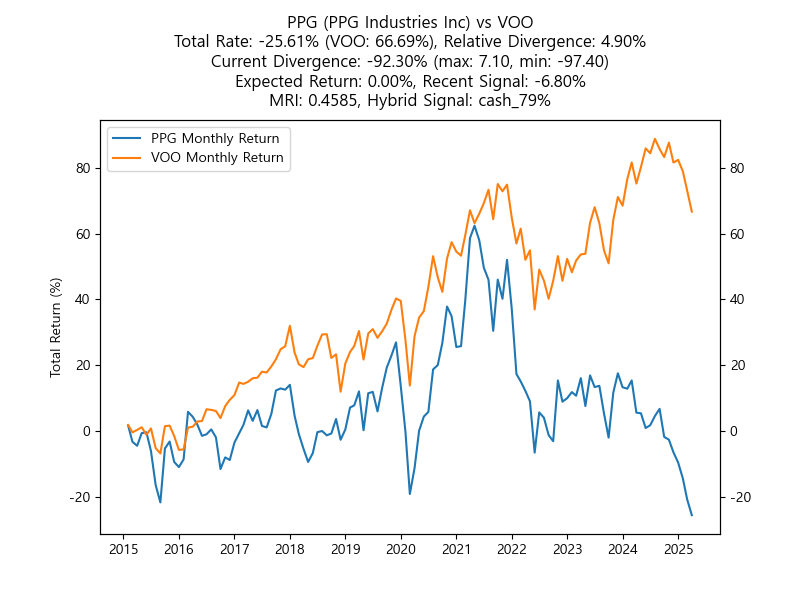 PPG (PPG Industries Inc) vs VOO
Total Rate: -25.61% (VOO: 66.69%), Relative Divergence: 4.90%
Current Divergence: -92.30% (max: 7.10, min: -97.40)
Expected Return: 0.00%, Recent Signal: -6.80%
MRI: 0.4585, Hybrid Signal: cash_79%
PPG Monthly Return
VOO Monthly Return
Total Return (%)
80 80
60 60
40 40
20 20
0 0
-20 -20
2015 2016 2017 2018 2019 2020 2021 2022 2023 2024 2025